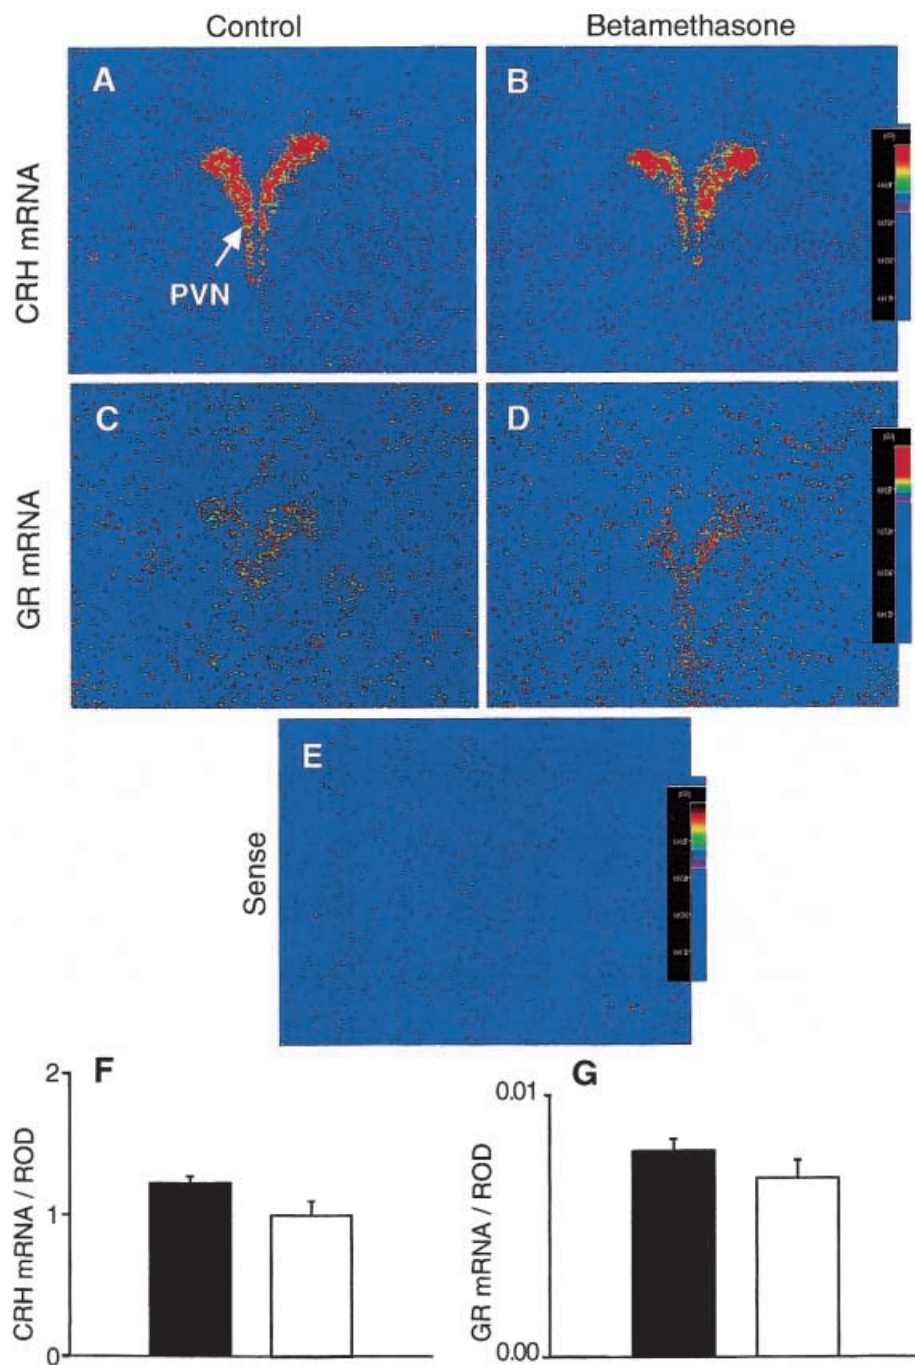 Control
Betamethasone
A
B
CRH mRNA
PVN
C
D
GR mRNA
E
Sense
F
2
1
0
CRH mRNA / ROD
G
0.01
0.00
GR mRNA / ROD